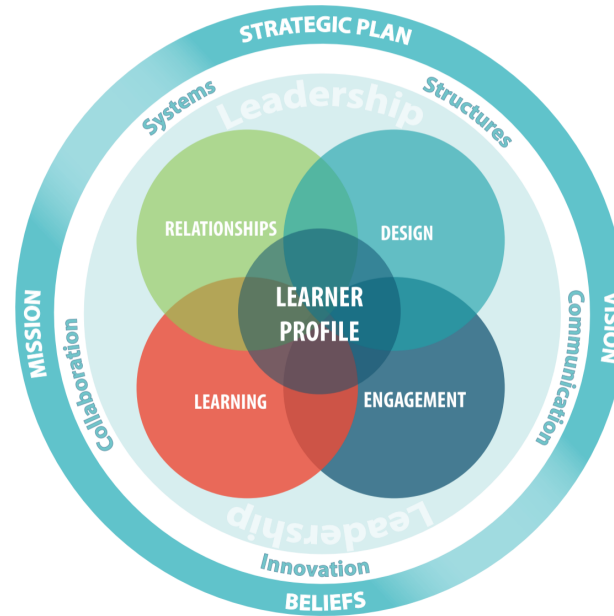 STRATEGIC PLAN
Systems
Structures
Leadership
RELATIONSHIPS
DESIGN
LEARNER
PROFILE
MISSION
VISION
Collaboration
Communication
LEARNING
ENGAGEMENT
Leadership
Innovation
BELIEFS